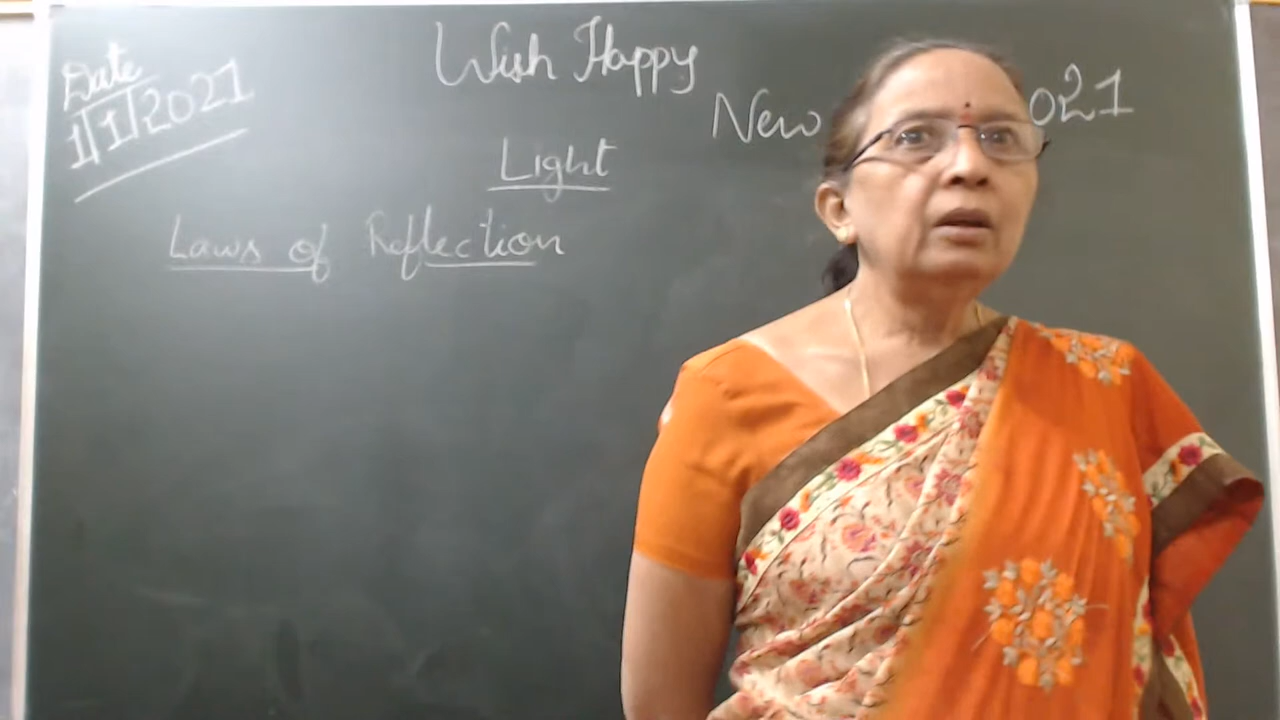 Date
1/1/2021
Wish Happy
New 021
Light
Laws of Reflection